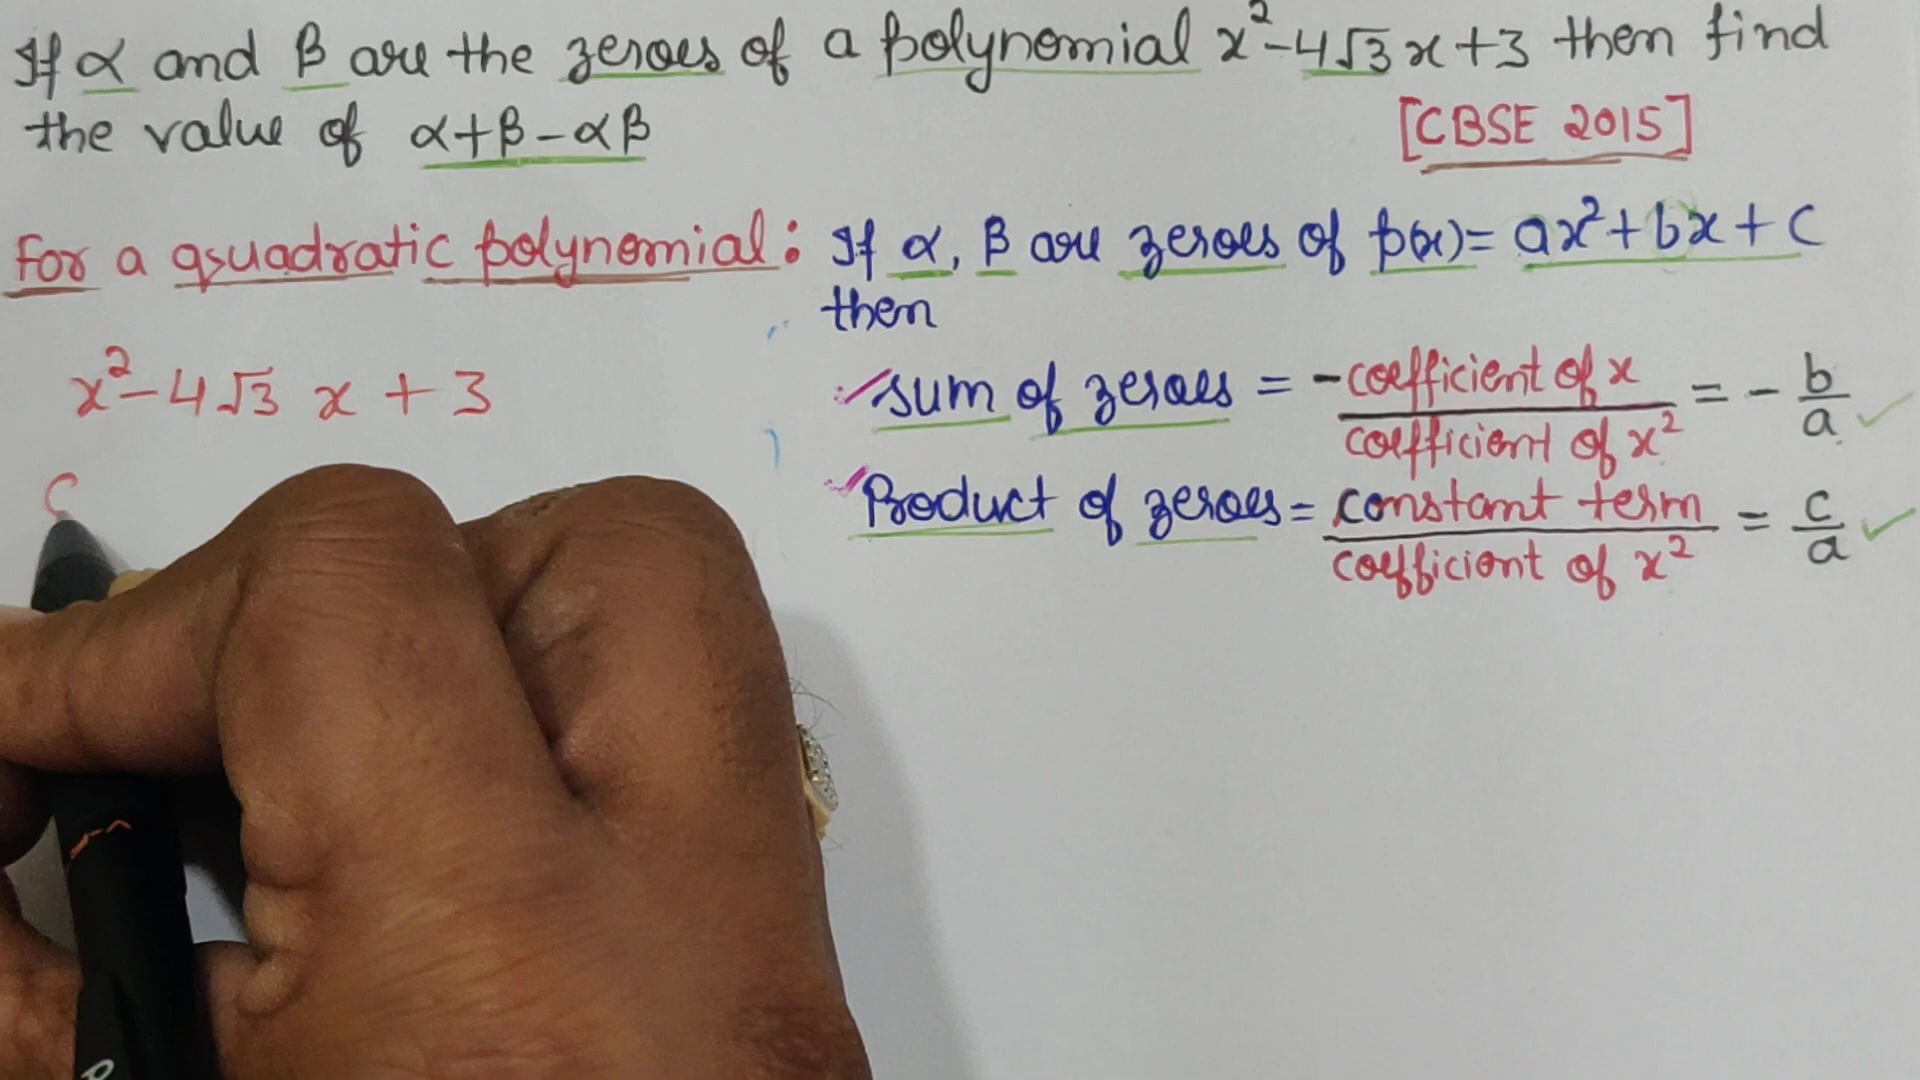 If α and β are the zeroes of a polynomial x²-4√3x+3 then find
the value of α+β-αβ
[CBSE 2015]
For a quadratic polynomial: If α, β are zeroes of p(x)= ax²+bx+c
then
x²-4√3 x + 3
sum of zeroes = -coefficient of x / coefficient of x² = - b/a
Product of zeroes = constant term / coefficient of x² = c/a
C